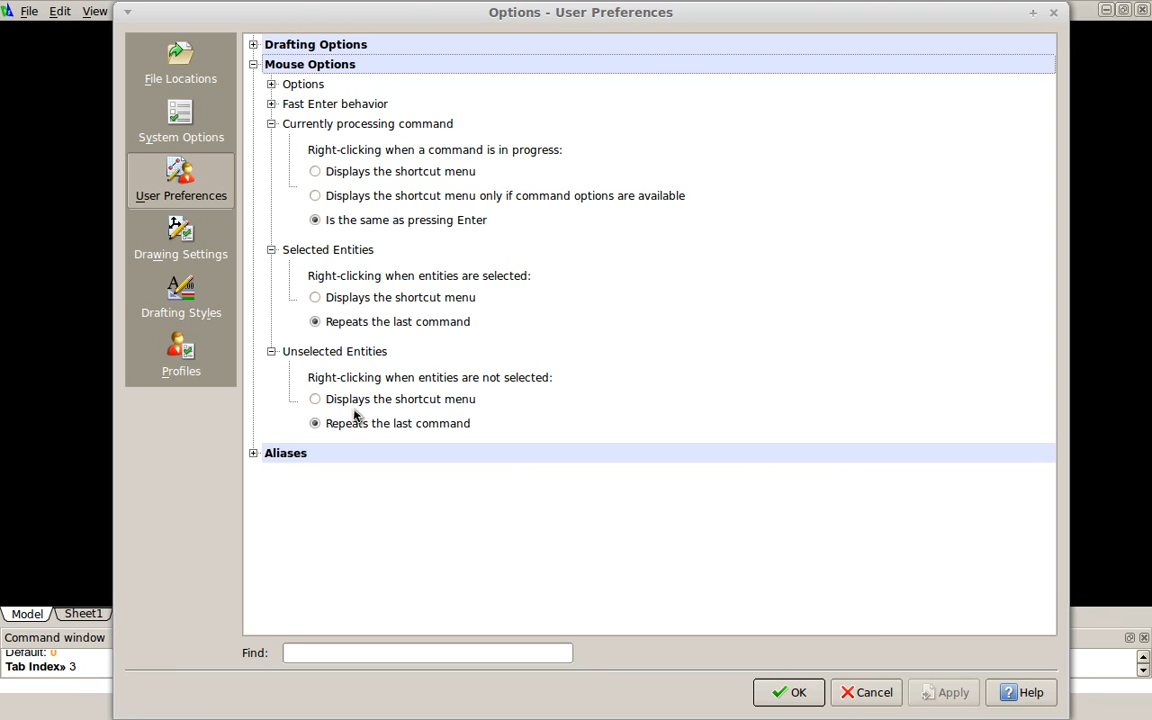 File Edit View
Options - User Preferences
File Locations
System Options
User Preferences
Drawing Settings
Drafting Styles
Profiles
Drafting Options
Mouse Options
Options
Fast Enter behavior
Currently processing command
Right-clicking when a command is in progress:
Displays the shortcut menu
Displays the shortcut menu only if command options are available
Is the same as pressing Enter
Selected Entities
Right-clicking when entities are selected:
Displays the shortcut menu
Repeats the last command
Unselected Entities
Right-clicking when entities are not selected:
Displays the shortcut menu
Repeats the last command
Aliases
Model Sheet1
Command window
Default: 0
Tab Index» 3
Find:
OK Cancel Apply Help